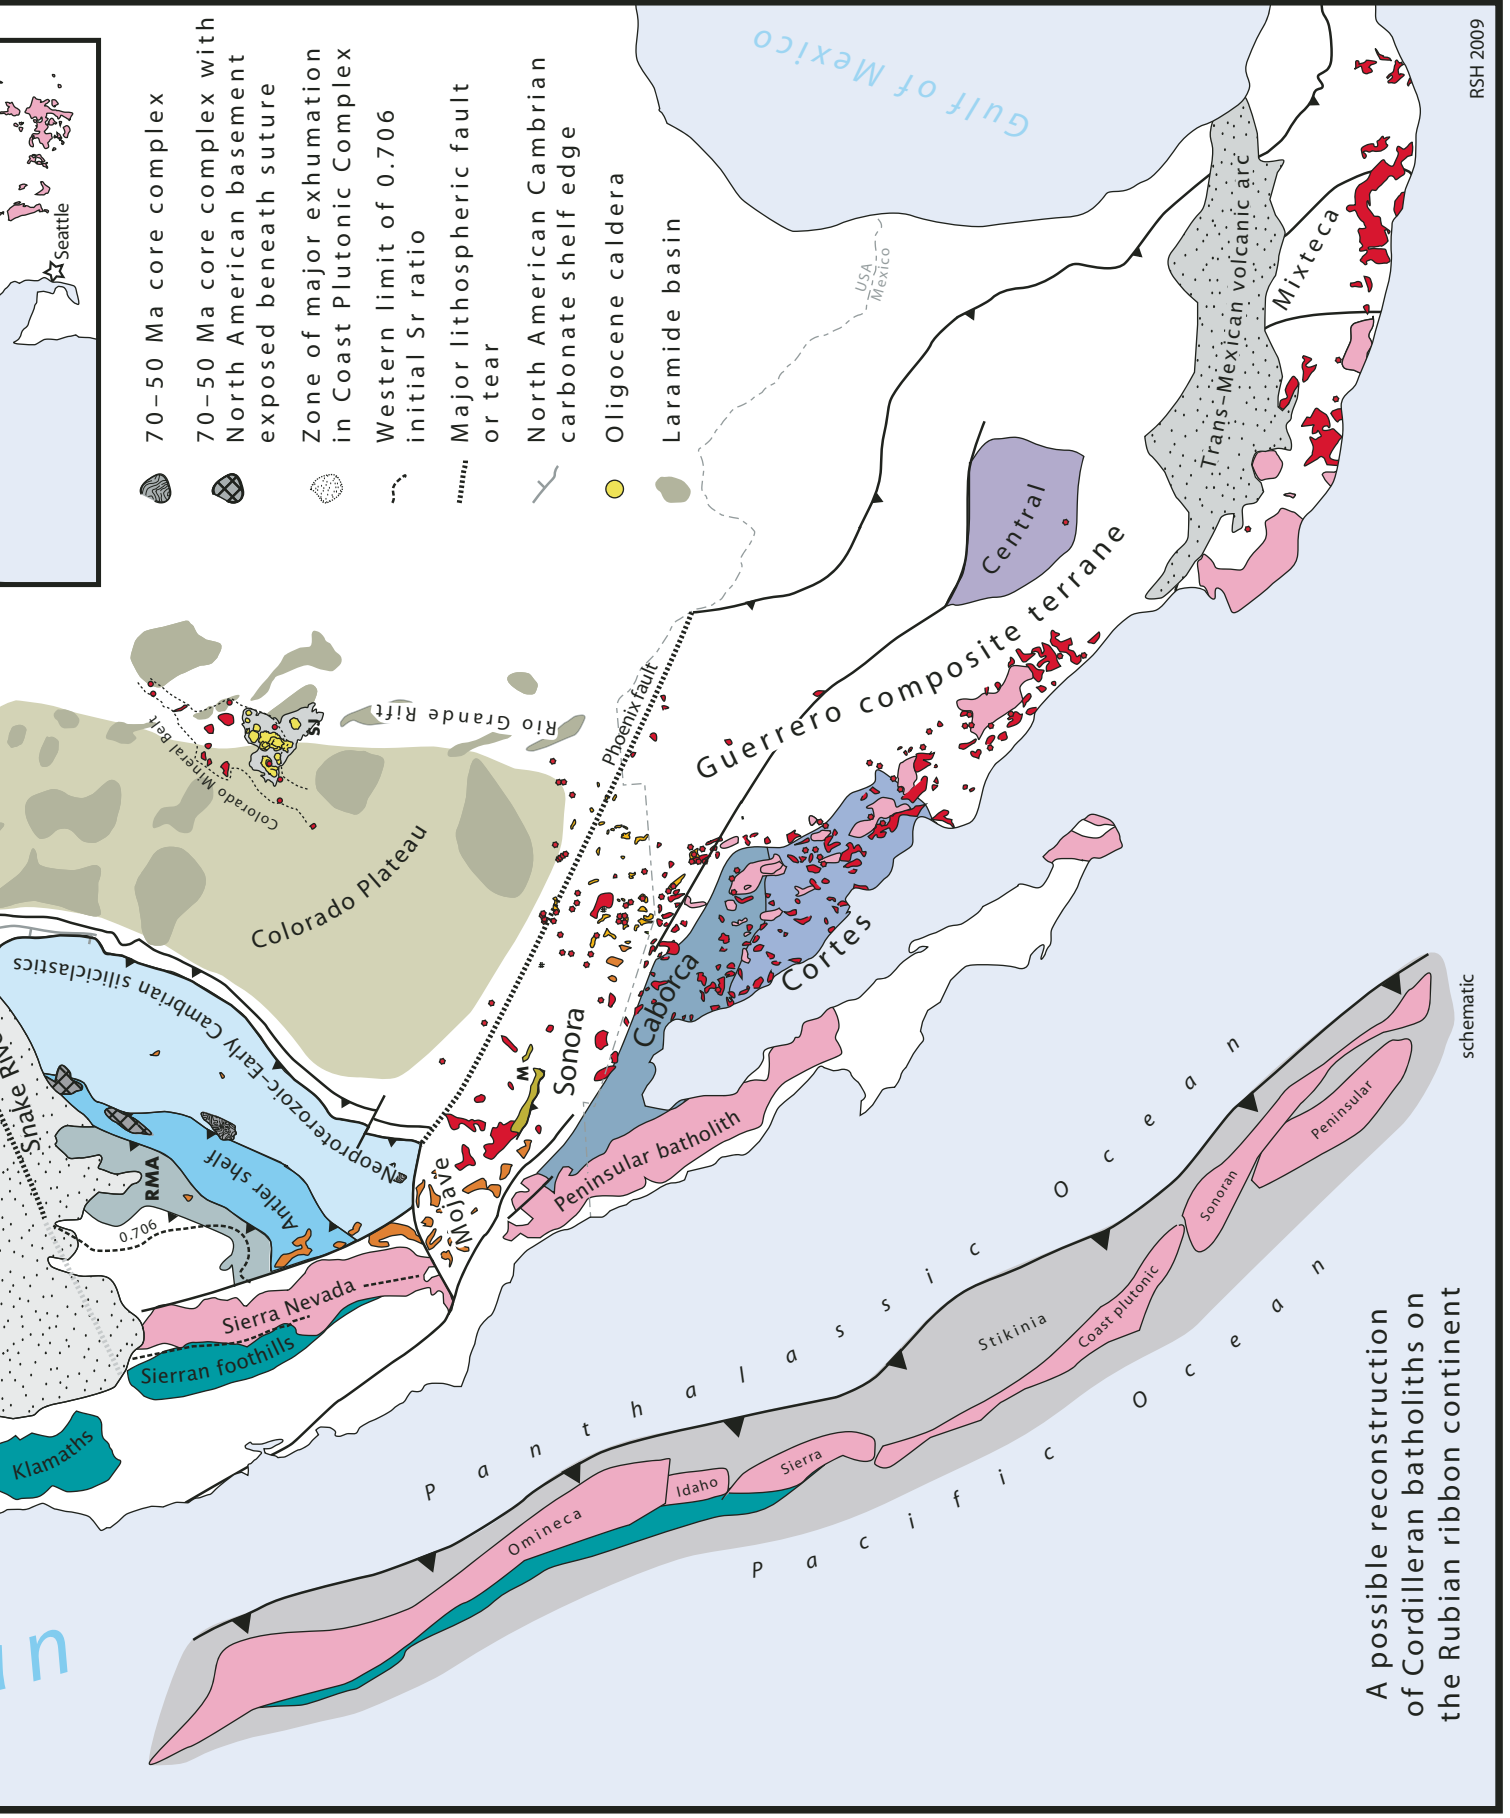 70–50 Ma core complex
70–50 Ma core complex with
North American basement
exposed beneath suture
Zone of major exhumation
in Coast Plutonic Complex
Western limit of 0.706
initial Sr ratio
Major lithospheric fault
or tear
North American Cambrian
carbonate shelf edge
Oligocene caldera
Laramide basin
Seattle
Gulf of Mexico
RSH 2009
USA
Mexico
Trans–Mexican volcanic arc
Mixteca
Central
Guerrero composite terrane
Phoenix fault
Rio Grande Rift
SJ
Colorado Mineral Belt
Colorado Plateau
Neoproterozoic–Early Cambrian siliciclastics
Snake Riv
Antler shelf
RMA
0.706
Sierra Nevada
Sierran foothills
Klamaths
Mojave
W
Sonora
Caborca
Cortes
Peninsular batholith
Panthalassic Ocean
Pacific Ocean
Omineca
Idaho
Sierra
Stikinia
Coast plutonic
Sonoran
Peninsular
schematic
A possible reconstruction
of Cordilleran batholiths on
the Rubian ribbon continent